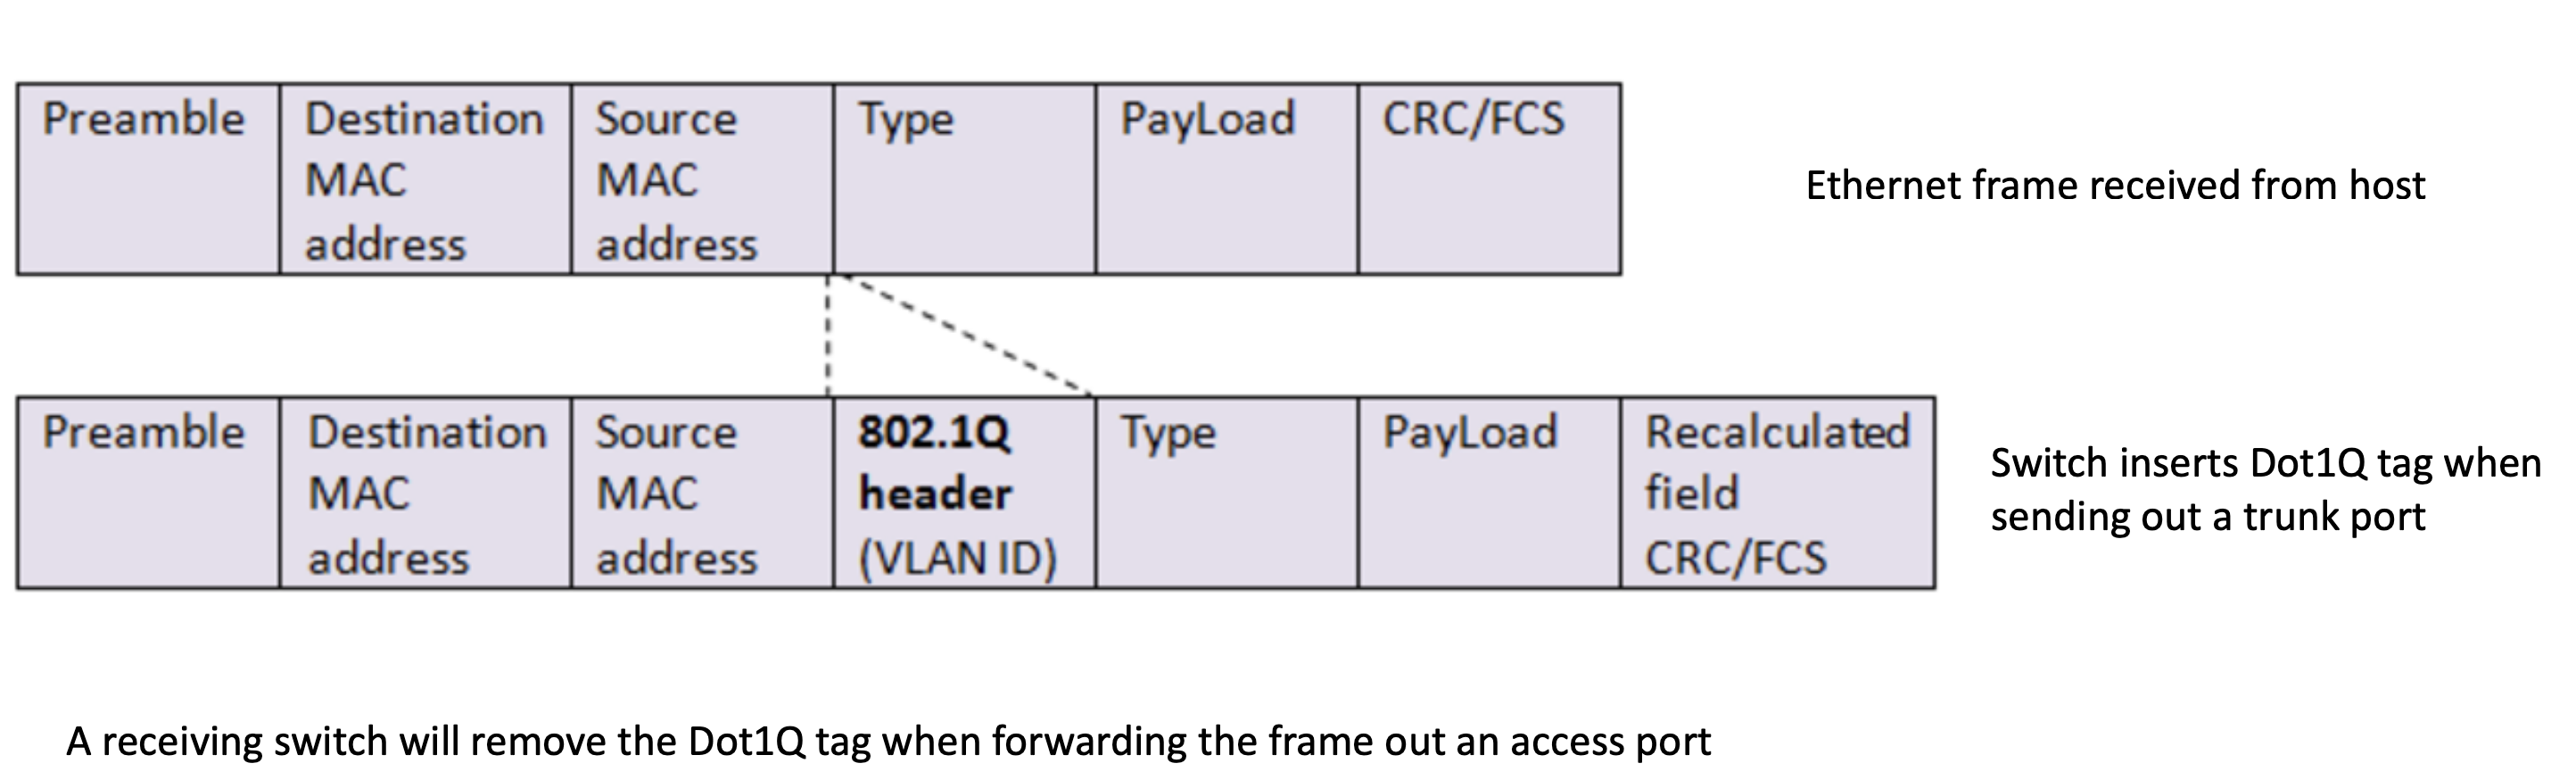 Preamble
Destination
MAC
address
Source
MAC
address
Type
PayLoad
CRC/FCS
Ethernet frame received from host
Preamble
Destination
MAC
address
Source
MAC
address
802.1Q
header
(VLAN ID)
Type
PayLoad
Recalculated
field
CRC/FCS
Switch inserts Dot1Q tag when
sending out a trunk port
A receiving switch will remove the Dot1Q tag when forwarding the frame out an access port